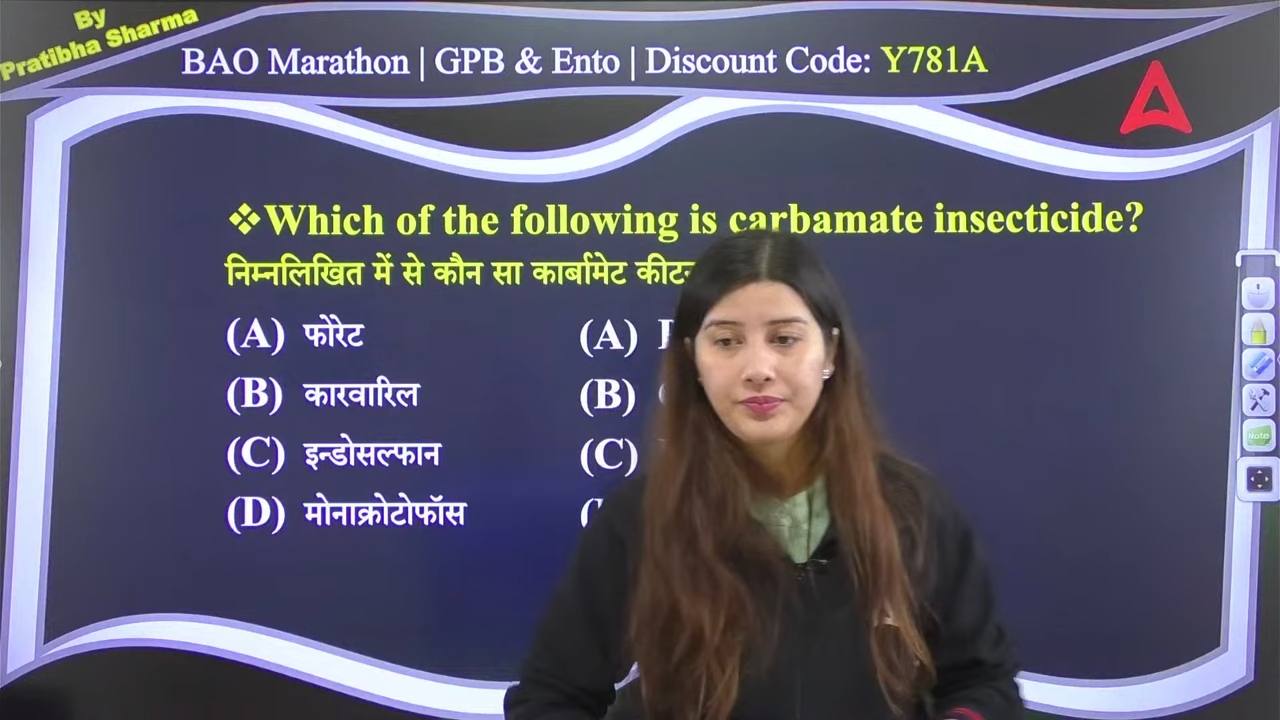 By
Pratibha Sharma
BAO Marathon | GPB & Ento | Discount Code: Y781A
❖Which of the following is carbamate insecticide?
निम्नलिखित में से कौन सा कार्बामेट
(A) फोरेट
(A)
(B) कारवारिल
(B)
(C) इन्डोसल्फान
(C)
(D) मोनाक्रोटोफॉस
Note